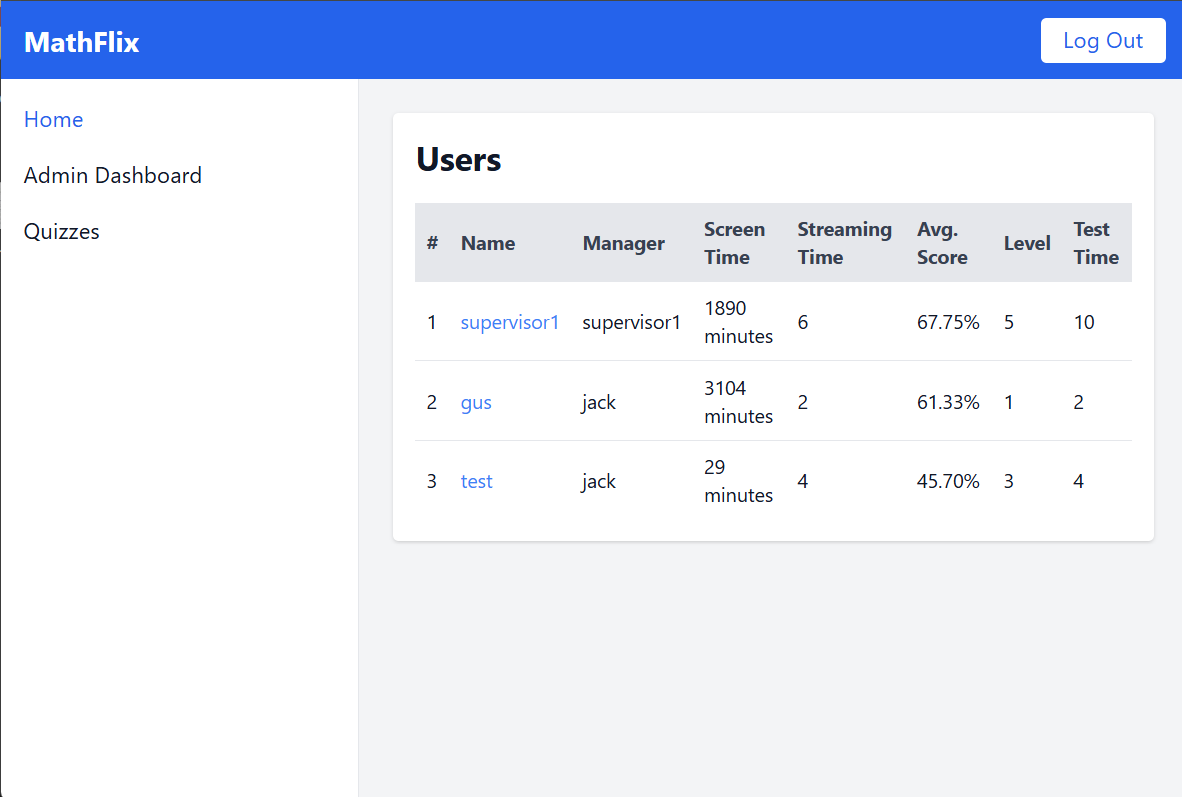 MathFlix
Log Out
Home
Admin Dashboard
Quizzes
Users
# Name Manager Screen Time Streaming Time Avg. Score Level Test Time
1 supervisor1 supervisor1 1890 minutes 6 67.75% 5 10
2 gus jack 3104 minutes 2 61.33% 1 2
3 test jack 29 minutes 4 45.70% 3 4